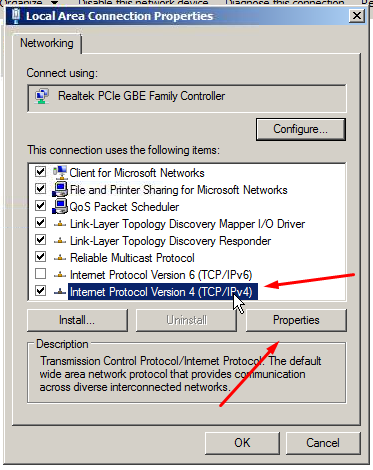 Organize
Disable this network device
Diagnose this connection
Local Area Connection Properties
Networking
Connect using:
Realtek PCIe GBE Family Controller
Configure...
This connection uses the following items:
Client for Microsoft Networks
File and Printer Sharing for Microsoft Networks
QoS Packet Scheduler
Link-Layer Topology Discovery Mapper I/O Driver
Link-Layer Topology Discovery Responder
Reliable Multicast Protocol
Internet Protocol Version 6 (TCP/IPv6)
Internet Protocol Version 4 (TCP/IPv4)
Install...
Uninstall
Properties
Description
Transmission Control Protocol/Internet Protocol. The default
wide area network protocol that provides communication
across diverse interconnected networks.
OK
Cancel